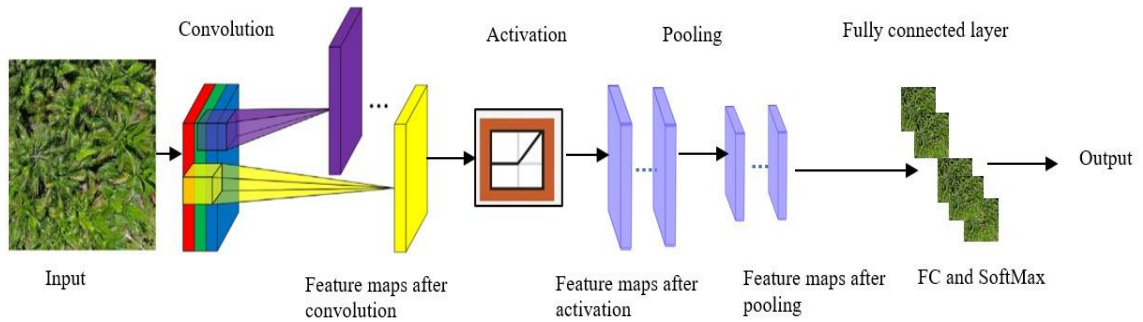 Convolution
Activation
Pooling
Fully connected layer
Output
Input
Feature maps after
convolution
Feature maps after
activation
Feature maps after
pooling
FC and SoftMax